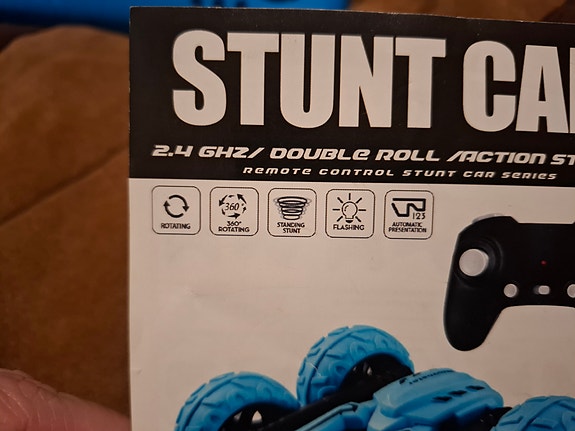 STUNT CA
2.4 GHZ/ DOUBLE ROLL /ACTION ST
REMOTE CONTROL STUNT CAR SERIES
ROTATING
360°
360°
ROTATING
STANDING
STUNT
FLASHING
123
AUTOMATIC
PRESENTATION